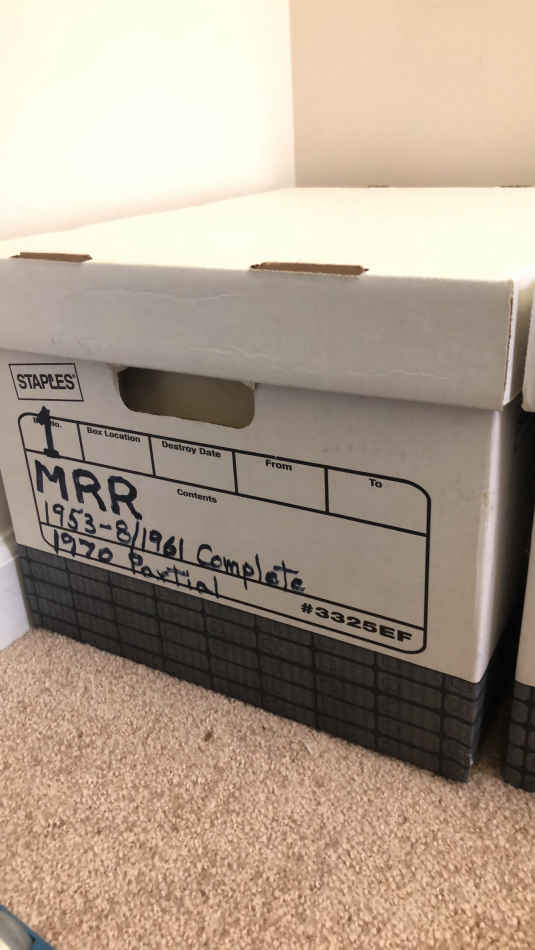 STAPLES
1
Box Location
Destroy Date
From
To
Contents
MRR
1953-8/1961 Complete
1970 Partial
#3325EF